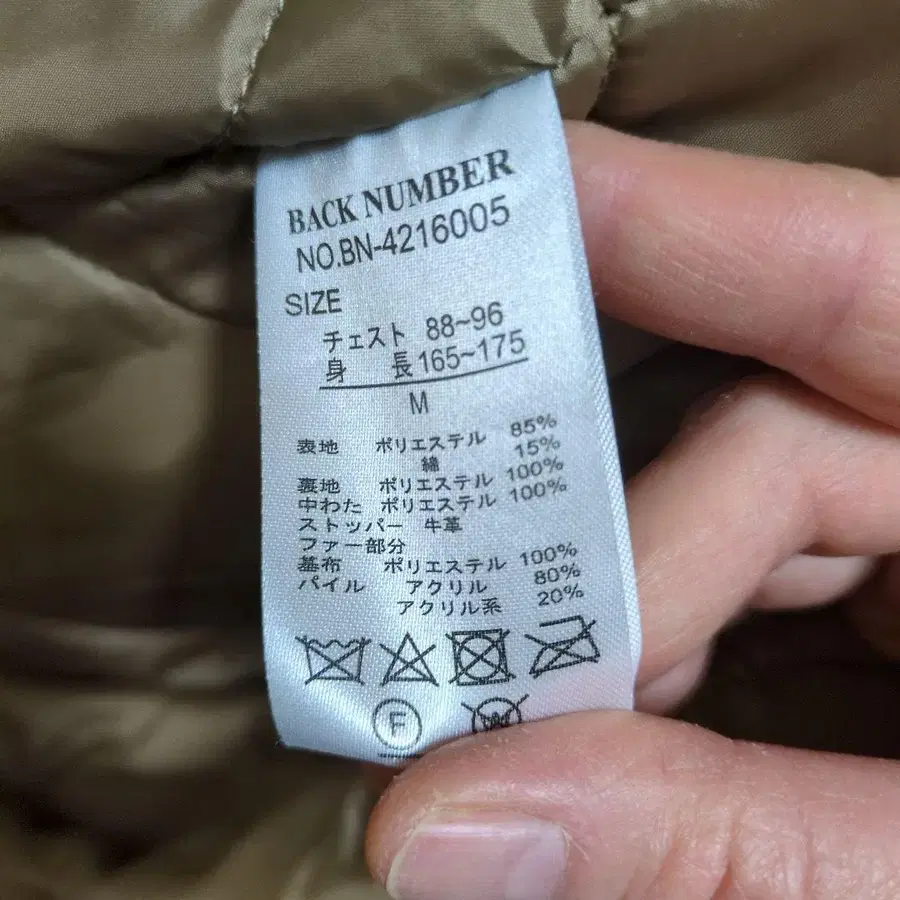 BACK NUMBER
NO.BN-4216005
SIZE
チェスト 88~96
身 長 165~175
M
表地 ポリエステル 85%
綿 15%
裏地 ポリエステル 100%
中わた ポリエステル 100%
ストッパー 牛革
ファー部分
基布 ポリエステル 100%
パイル アクリル 80%
アクリル系 20%
F W